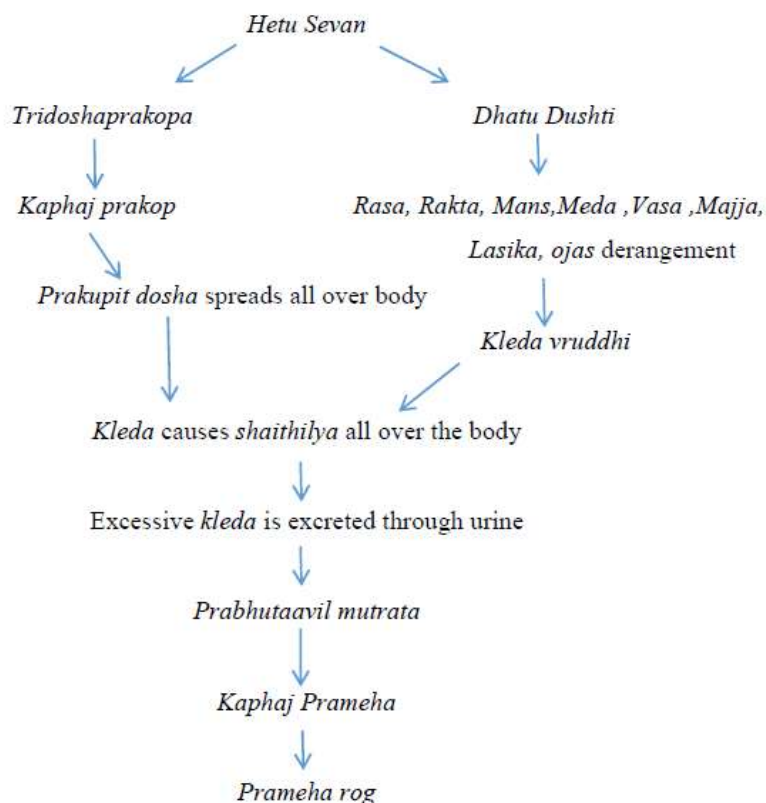 Hetu Sevan
Tridoshaprakopa
Dhatu Dushti
Kaphaj prakop
Rasa, Rakta, Mans,Meda ,Vasa ,Majja,
Lasika, ojas derangement
Prakupit dosha spreads all over body
Kleda vruddhi
Kleda causes shaithilya all over the body
Excessive kleda is excreted through urine
Prabhutaavil mutrata
Kaphaj Prameha
Prameha rog